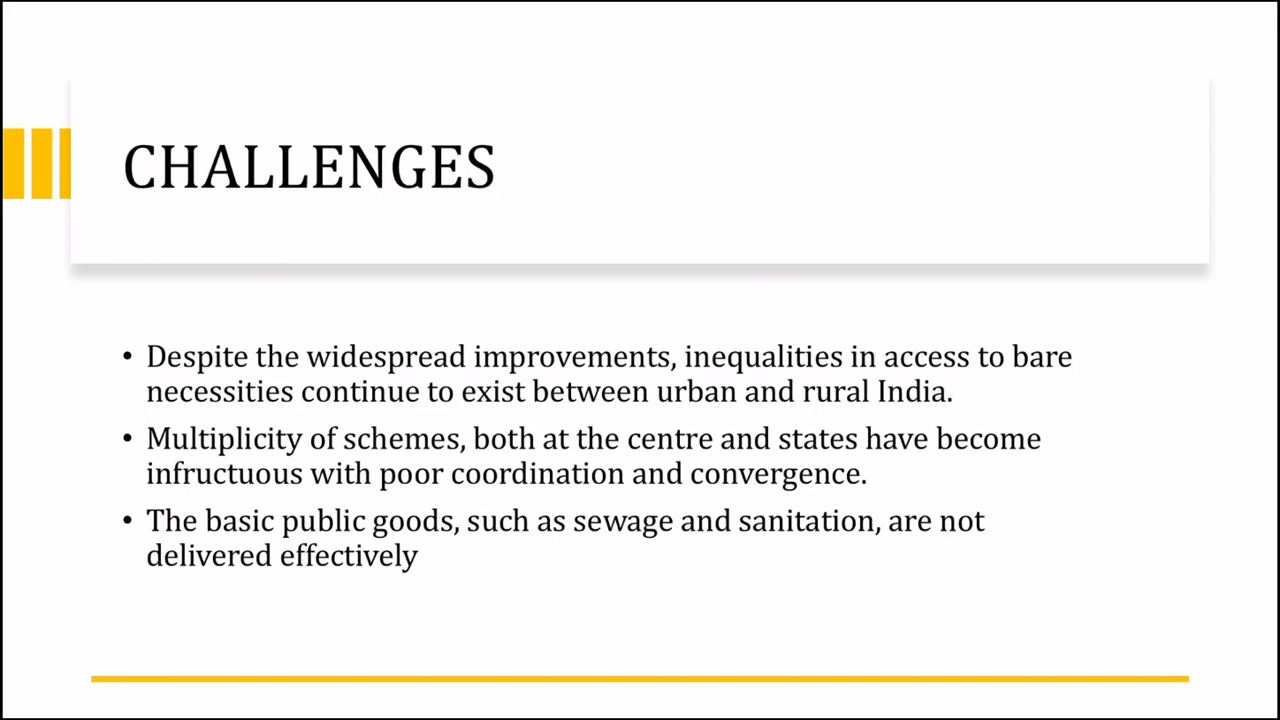 CHALLENGES
• Despite the widespread improvements, inequalities in access to bare
necessities continue to exist between urban and rural India.
• Multiplicity of schemes, both at the centre and states have become
infructuous with poor coordination and convergence.
• The basic public goods, such as sewage and sanitation, are not
delivered effectively